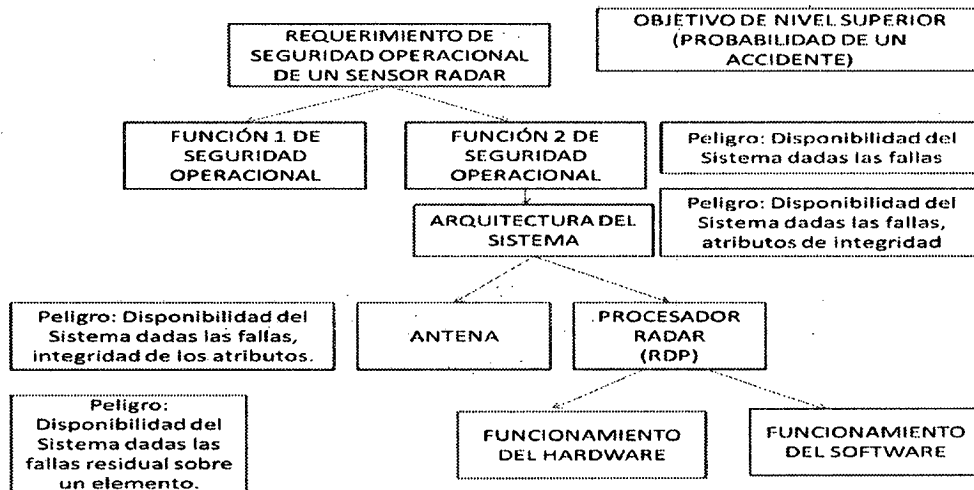 REQUERIMIENTO DE
SEGURIDAD OPERACIONAL
DE UN SENSOR RADAR
OBJETIVO DE NIVEL SUPERIOR
(PROBABILIDAD DE UN
ACCIDENTE)
FUNCIÓN 1 DE
SEGURIDAD
OPERACIONAL
FUNCIÓN 2 DE
SEGURIDAD
OPERACIONAL
Peligro: Disponibilidad del
Sistema dadas las fallas
ARQUITECTURA DEL
SISTEMA
Peligro: Disponibilidad del
Sistema dadas las fallas,
atributos de integridad
Peligro: Disponibilidad del
Sistema dadas las fallas,
integridad de los atributos.
ANTENA
PROCESADOR
RADAR
(RDP)
Peligro:
Disponibilidad del
Sistema dadas las
fallas residual sobre
un elemento.
FUNCIONAMIENTO
DEL HARDWARE
FUNCIONAMIENTO
DEL SOFTWARE